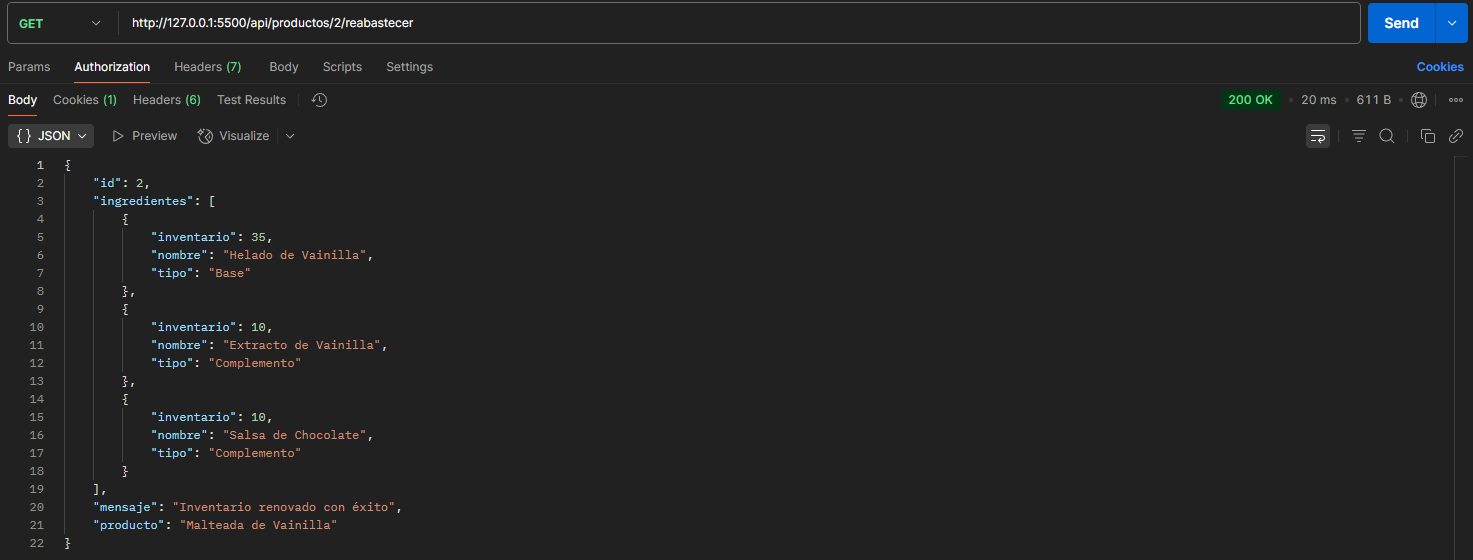 GET http://127.0.0.1:5500/api/productos/2/reabastecer Send
Params Authorization Headers (7) Body Scripts Settings Cookies
Body Cookies (1) Headers (6) Test Results 200 OK • 20 ms • 611 B •
{} JSON Preview Visualize
1 {
2 "id": 2,
3 "ingredientes": [
4 {
5 "inventario": 35,
6 "nombre": "Helado de Vainilla",
7 "tipo": "Base"
8 },
9 {
10 "inventario": 10,
11 "nombre": "Extracto de Vainilla",
12 "tipo": "Complemento"
13 },
14 {
15 "inventario": 10,
16 "nombre": "Salsa de Chocolate",
17 "tipo": "Complemento"
18 }
19 ],
20 "mensaje": "Inventario renovado con éxito",
21 "producto": "Malteada de Vainilla"
22 }